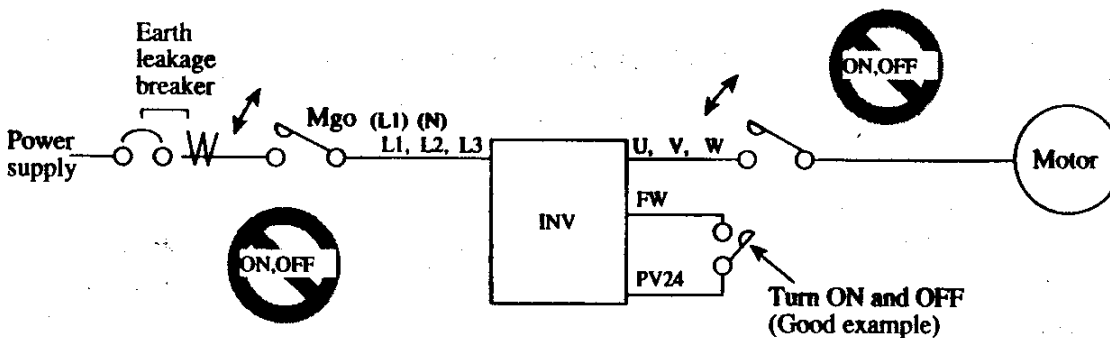 Earth
leakage
breaker
ON,OFF
Mgo (L1) (N)
Power
supply
L1, L2, L3
U, V, W
Motor
FW
INV
ON,OFF
PV24
Turn ON and OFF
(Good example)